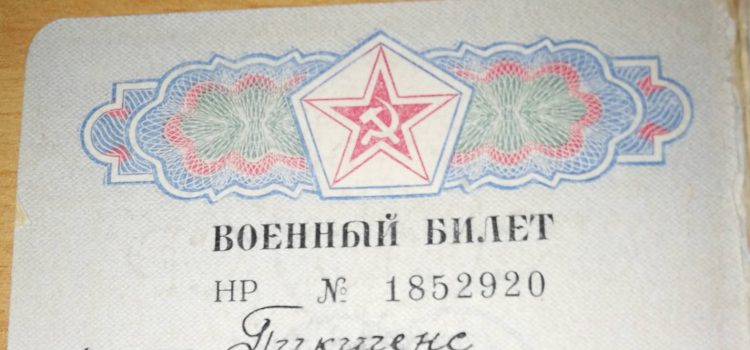 ВОЕННЫЙ БИЛЕТ
НР № 1852920